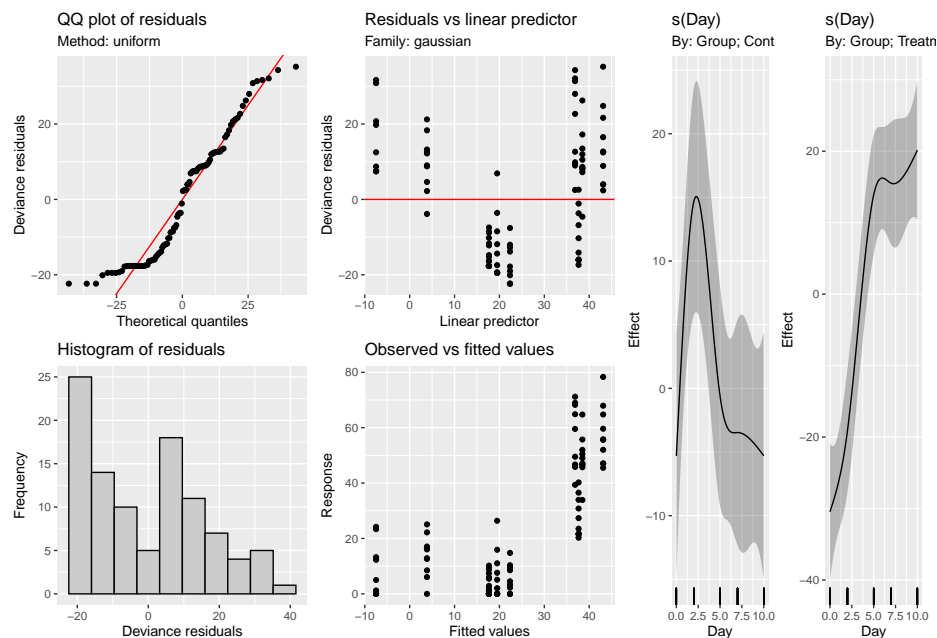 QQ plot of residuals
Method: uniform
Deviance residuals
20
0
−20
−25
0
25
Theoretical quantiles
Residuals vs linear predictor
Family: gaussian
Deviance residuals
20
0
−20
−10
0
10
20
30
40
Linear predictor
Histogram of residuals
Frequency
25
20
15
10
5
0
−20
0
20
40
Deviance residuals
Observed vs fitted values
Response
80
60
40
20
0
−10
0
10
20
30
40
Fitted values
s(Day)
By: Group; Cont
Effect
20
10
0
−10
0.0
2.5
5.0
7.5
10.0
Day
s(Day)
By: Group; Treatm
Effect
20
0
−20
−40
0.0
2.5
5.0
7.5
10.0
Day